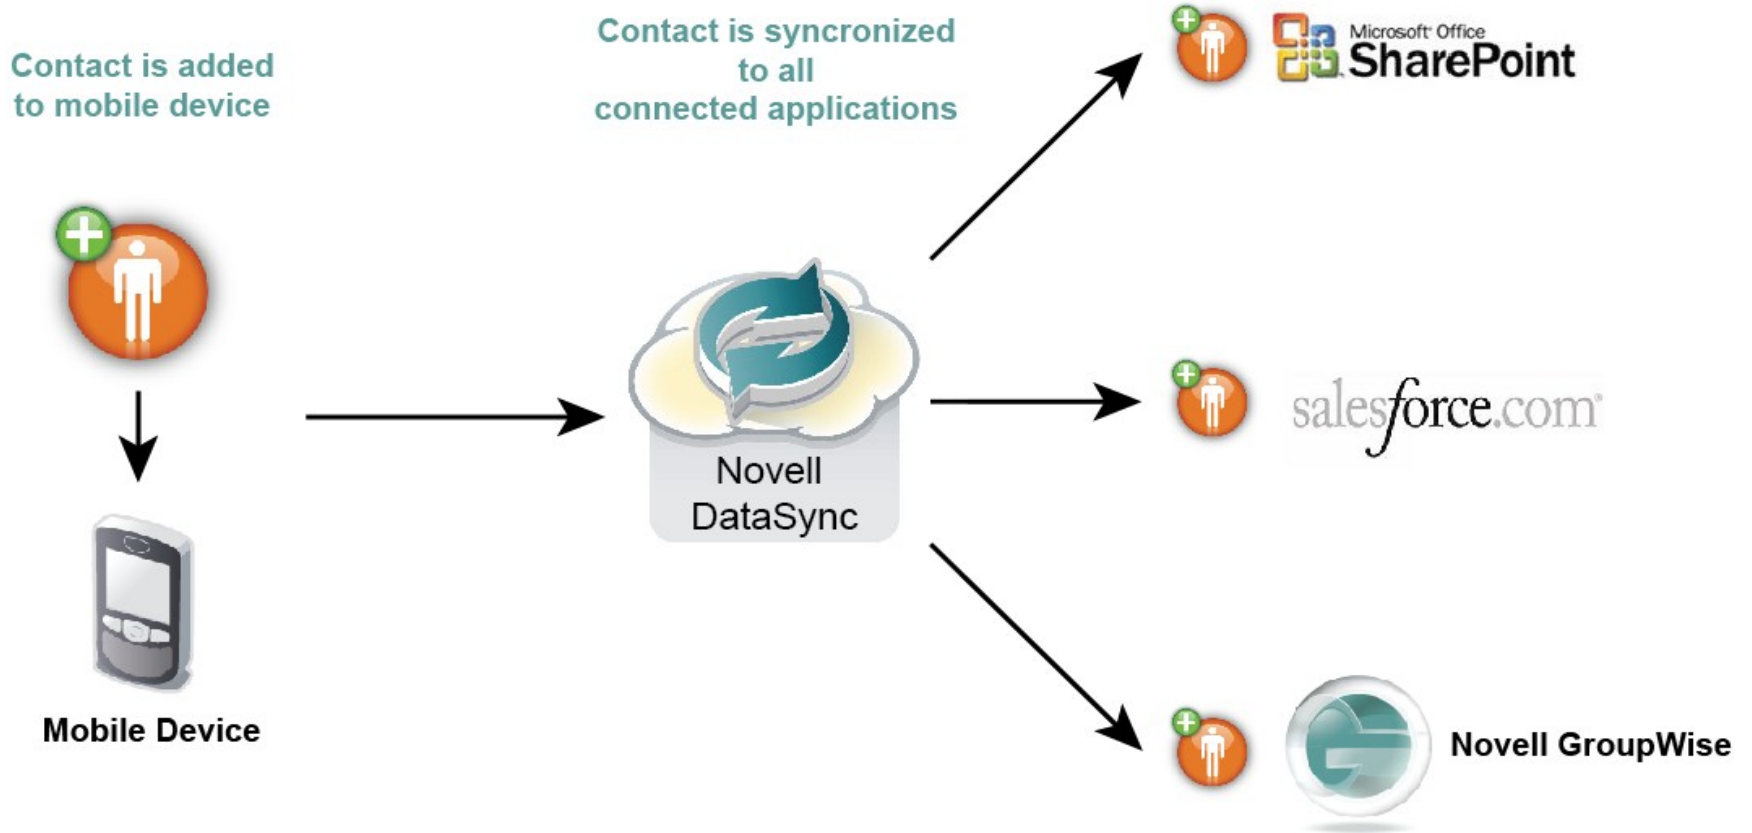 Contact is added
to mobile device
Contact is syncronized
to all
connected applications
Microsoft Office
SharePoint
salesforce.com®
Novell
DataSync
Mobile Device
Novell GroupWise